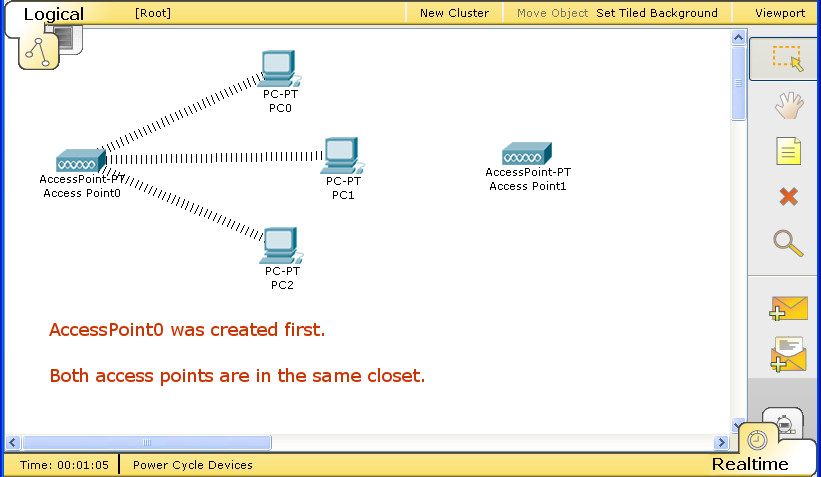 Logical
[Root]
New Cluster
Move Object
Set Tiled Background
Viewport
PC-PT
PC0
AccessPoint-PT
Access Point0
PC-PT
PC1
AccessPoint-PT
Access Point1
PC-PT
PC2
AccessPoint0 was created first.
Both access points are in the same closet.
Time: 00:01:05
Power Cycle Devices
Realtime